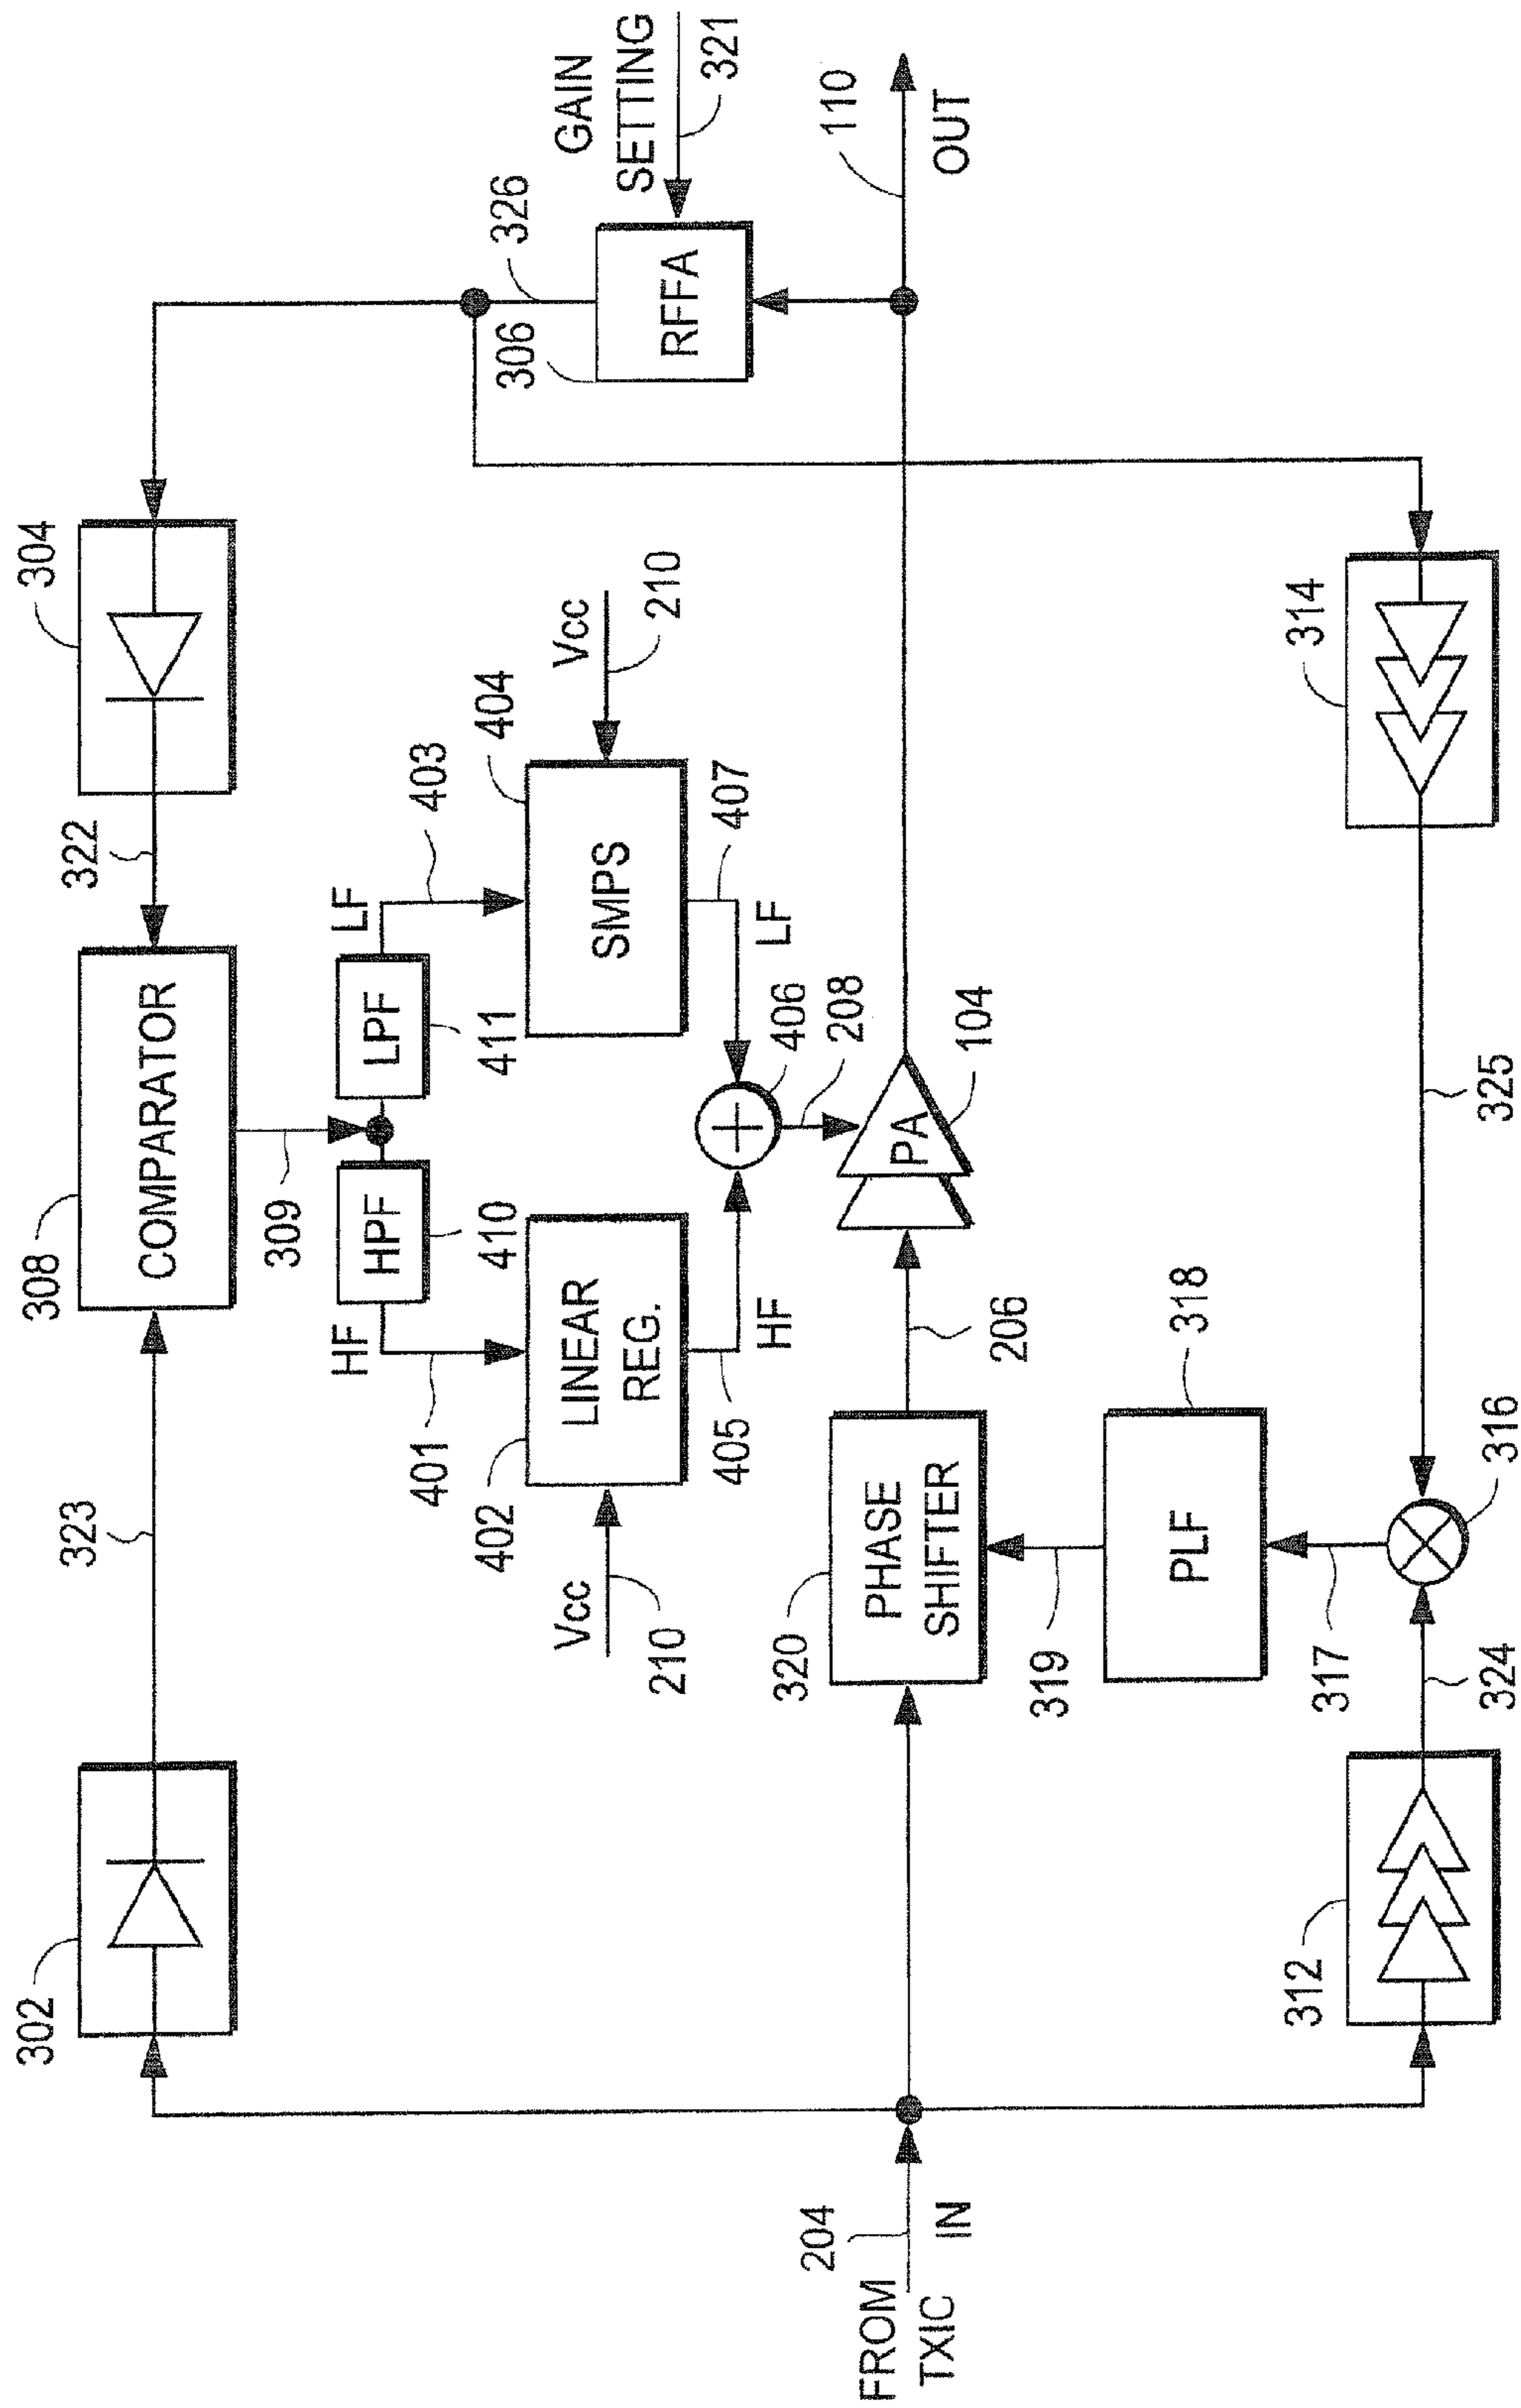 302
323
308
COMPARATOR
322
304
309
HF
HPF
410
LPF
411
LF
401
403
402
LINEAR
REG.
Vcc
210
405
HF
404
SMPS
Vcc
210
407
LF
406
208
326
306
RFFA
GAIN
SETTING
321
FROM
TXIC
204
IN
320
PHASE
SHIFTER
206
PA
104
110
OUT
319
PLF
318
317
312
324
316
325
314